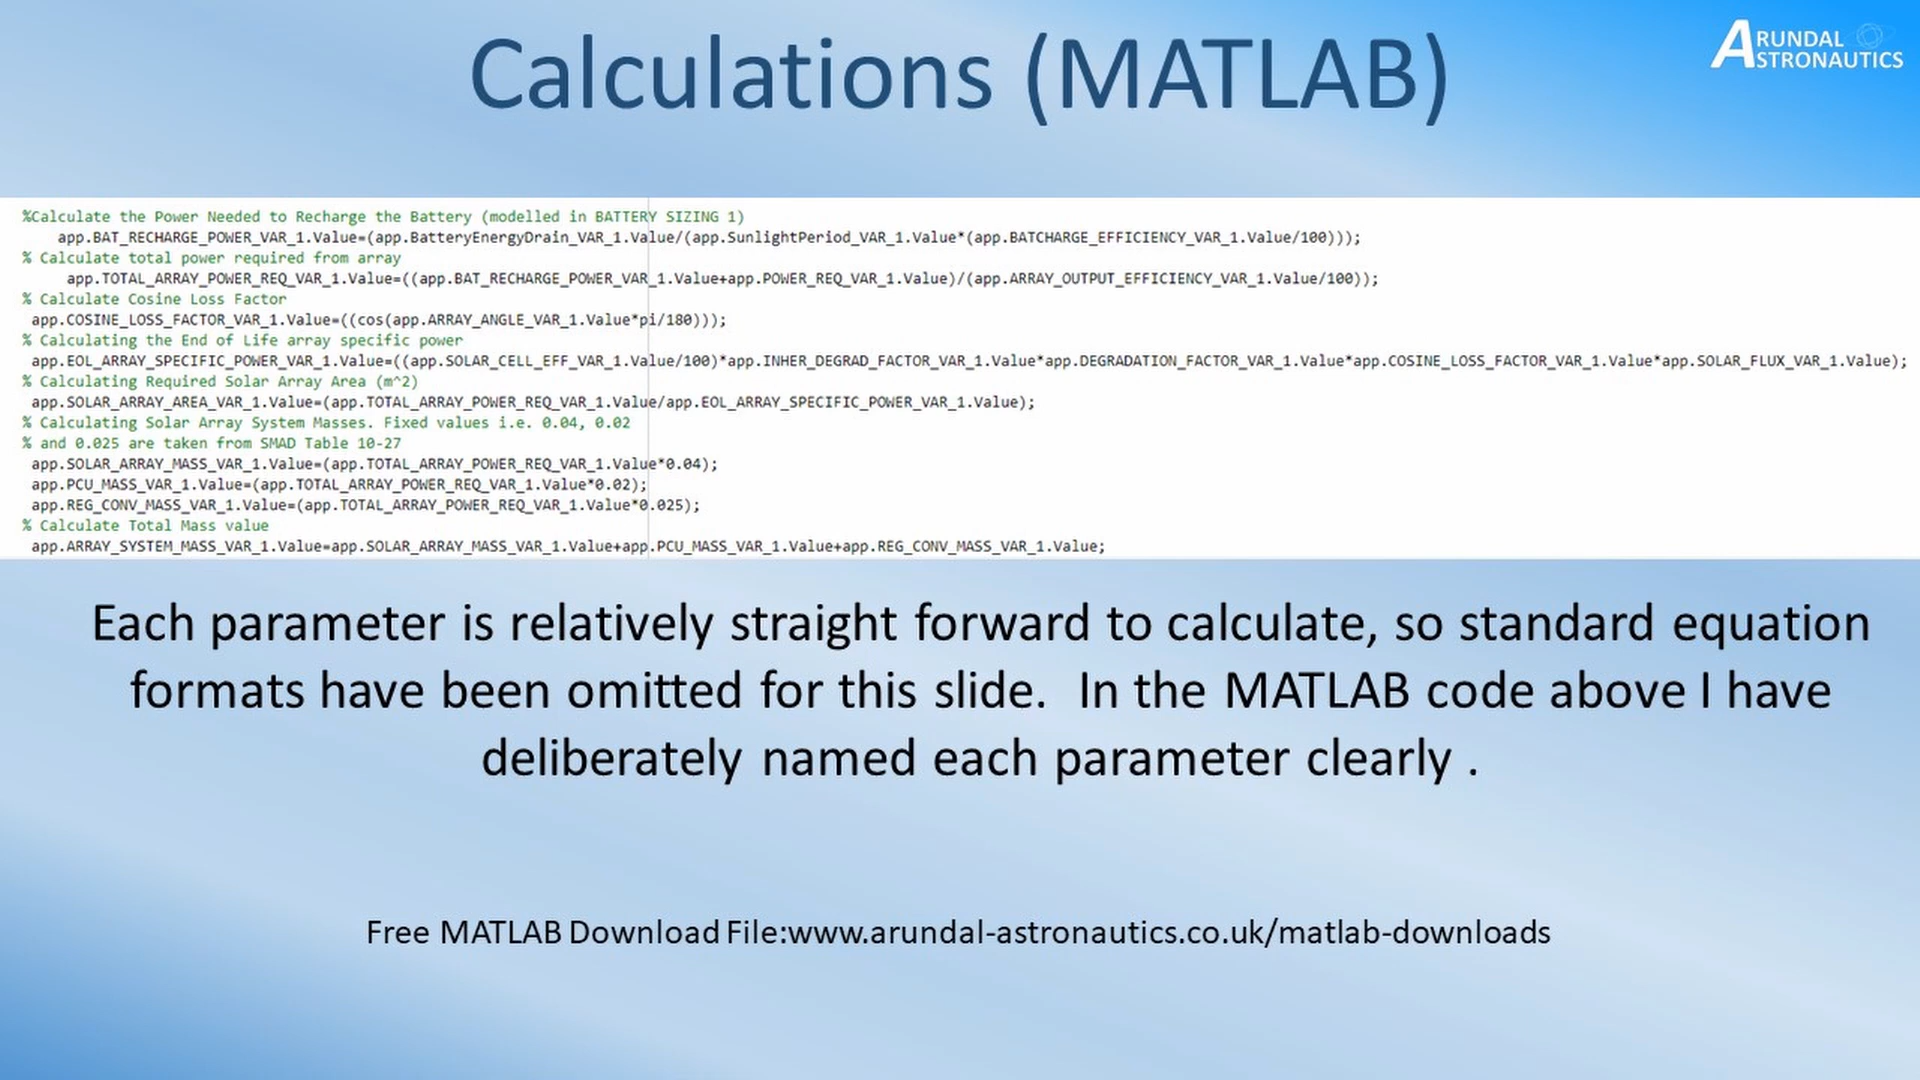 Calculations (MATLAB)
ARUNDAL
ASTRONAUTICS
%Calculate the Power Needed to Recharge the Battery (modelled in BATTERY SIZING 1)
app.BAT_RECHARGE_POWER_VAR_1.Value=(app.BatteryEnergyDrain_VAR_1.Value/(app.SunlightPeriod_VAR_1.Value*(app.BATCHARGE_EFFICIENCY_VAR_1.Value/100)));
% Calculate total power required from array
app.TOTAL_ARRAY_POWER_REQ_VAR_1.Value=((app.BAT_RECHARGE_POWER_VAR_1.Value+app.POWER_REQ_VAR_1.Value)/(app.ARRAY_OUTPUT_EFFICIENCY_VAR_1.Value/100));
% Calculate Cosine Loss Factor
app.COSINE_LOSS_FACTOR_VAR_1.Value=((cos(app.ARRAY_ANGLE_VAR_1.Value*pi/180)));
% Calculating the End of Life array specific power
app.EOL_ARRAY_SPECIFIC_POWER_VAR_1.Value=((app.SOLAR_CELL_EFF_VAR_1.Value/100)*app.INHER_DEGRAD_FACTOR_VAR_1.Value*app.DEGRADATION_FACTOR_VAR_1.Value*app.COSINE_LOSS_FACTOR_VAR_1.Value*app.SOLAR_FLUX_VAR_1.Value);
% Calculating Required Solar Array Area (m^2)
app.SOLAR_ARRAY_AREA_VAR_1.Value=(app.TOTAL_ARRAY_POWER_REQ_VAR_1.Value/app.EOL_ARRAY_SPECIFIC_POWER_VAR_1.Value);
% Calculating Solar Array System Masses. Fixed values i.e. 0.04, 0.02
% and 0.025 are taken from SMAD Table 10-27
app.SOLAR_ARRAY_MASS_VAR_1.Value=(app.TOTAL_ARRAY_POWER_REQ_VAR_1.Value*0.04);
app.PCU_MASS_VAR_1.Value=(app.TOTAL_ARRAY_POWER_REQ_VAR_1.Value*0.02);
app.REG_CONV_MASS_VAR_1.Value=(app.TOTAL_ARRAY_POWER_REQ_VAR_1.Value*0.025);
% Calculate Total Mass value
app.ARRAY_SYSTEM_MASS_VAR_1.Value=app.SOLAR_ARRAY_MASS_VAR_1.Value+app.PCU_MASS_VAR_1.Value+app.REG_CONV_MASS_VAR_1.Value;
Each parameter is relatively straight forward to calculate, so standard equation
formats have been omitted for this slide.  In the MATLAB code above I have
deliberately named each parameter clearly .
Free MATLAB Download File:www.arundal-astronautics.co.uk/matlab-downloads